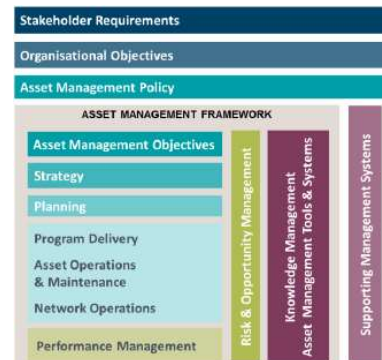 Stakeholder Requirements
Organisational Objectives
Asset Management Policy
ASSET MANAGEMENT FRAMEWORK
Asset Management Objectives
Strategy
Planning
Program Delivery
Asset Operations
& Maintenance
Network Operations
Performance Management
Risk & Opportunity Management
Knowledge Management
Asset Management Tools & Systems
Supporting Management Systems